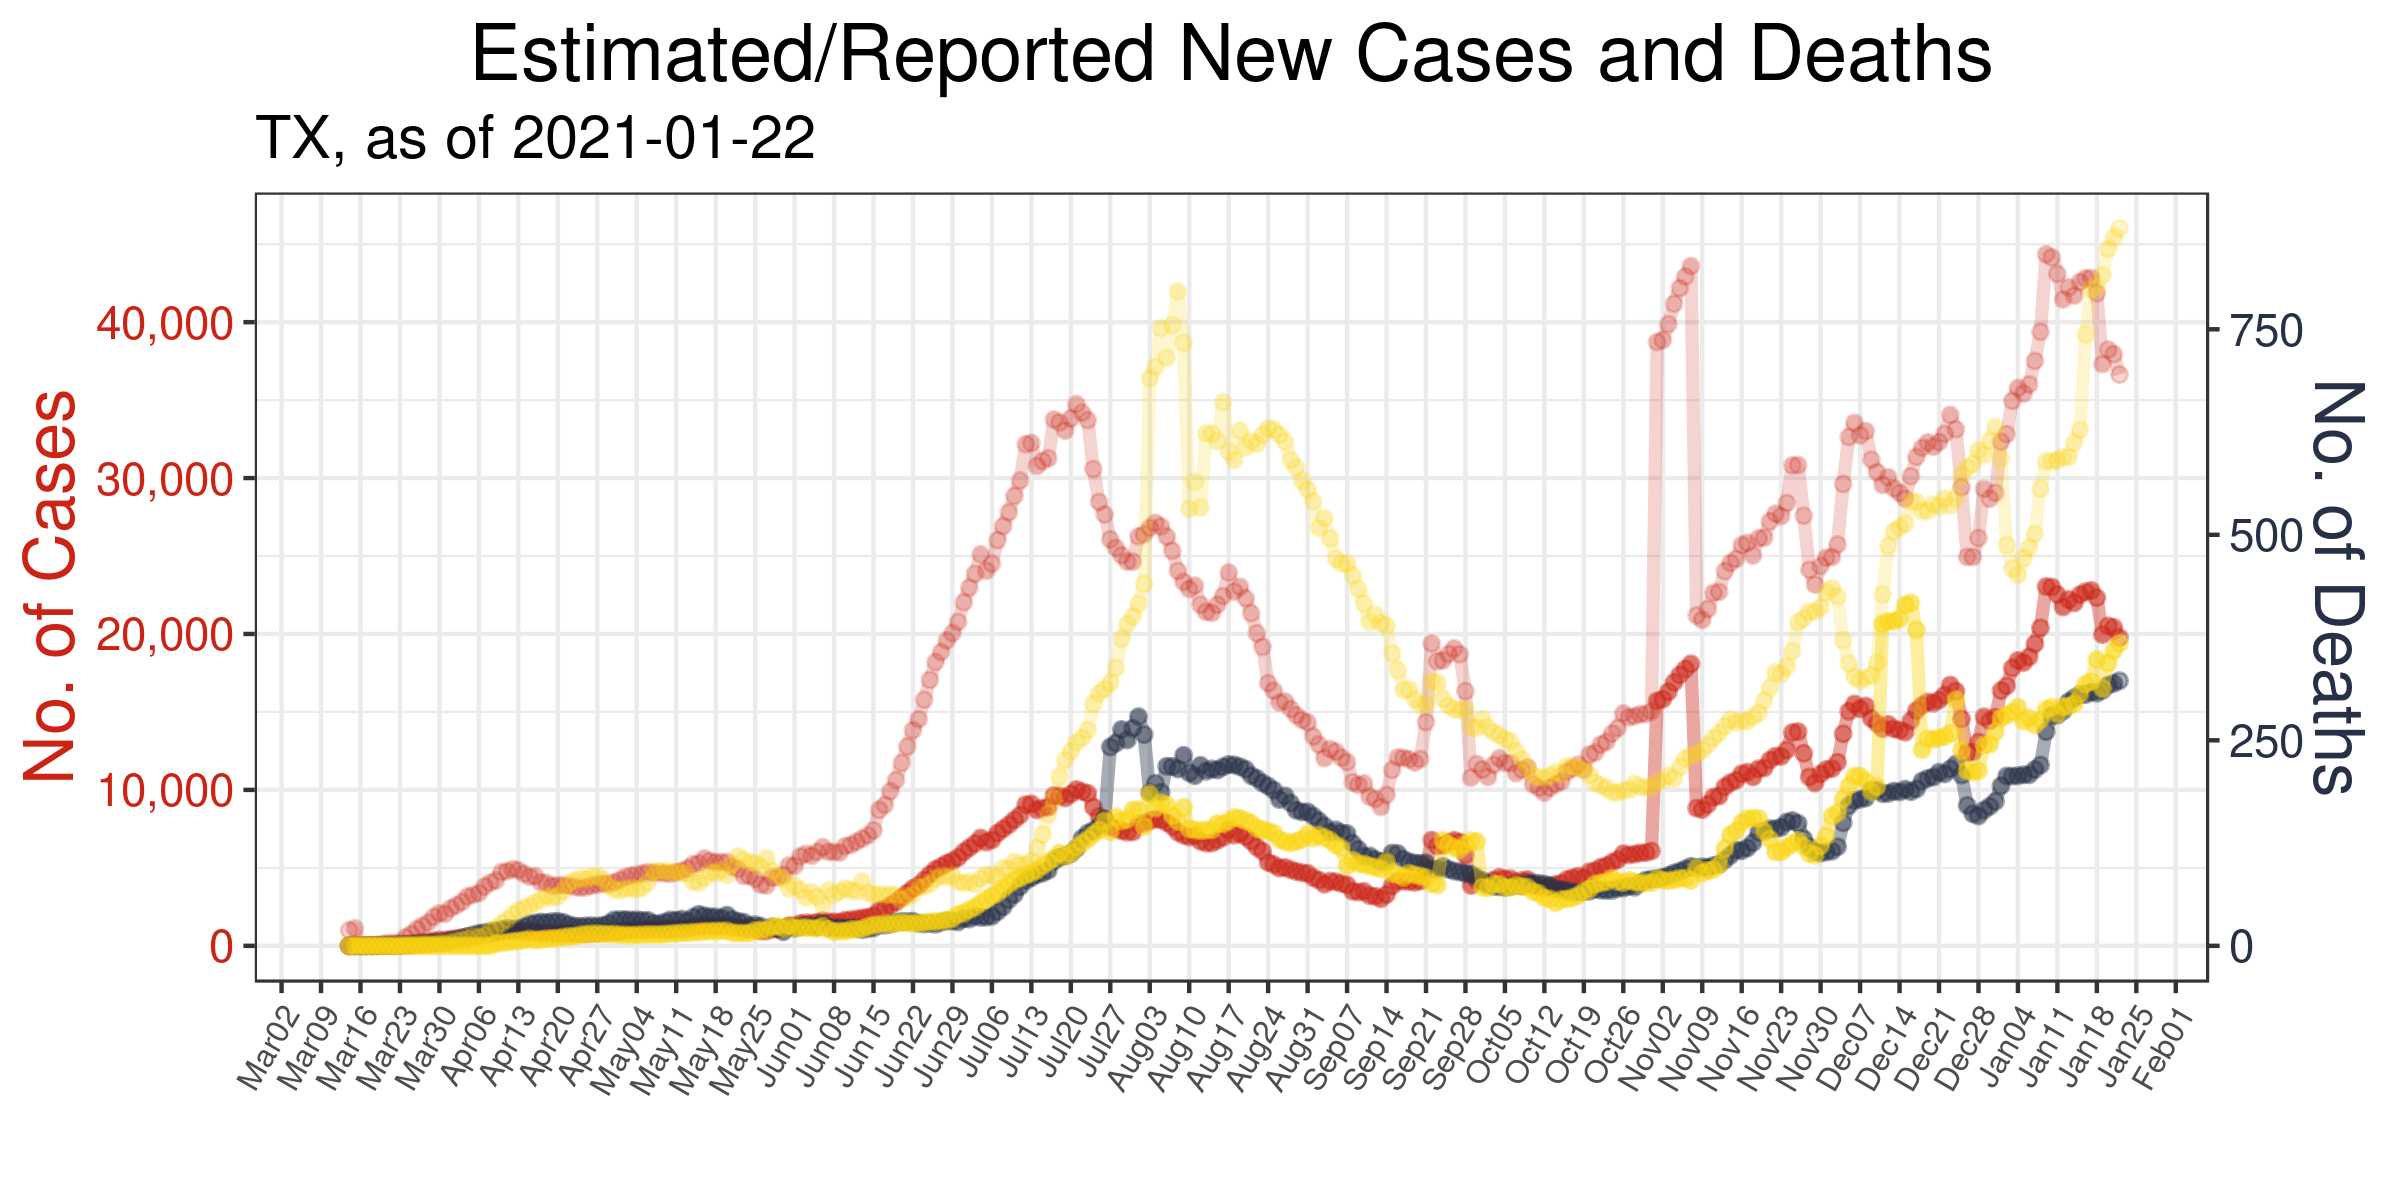 Estimated/Reported New Cases and Deaths
TX, as of 2021-01-22
No. of Cases
40,000
30,000
20,000
10,000
0
750
500
250
0
No. of Deaths
Mar02 Mar09 Mar16 Mar23 Mar30 Apr06 Apr13 Apr20 Apr27 May04 May11 May18 May25 Jun01 Jun08 Jun15 Jun22 Jun29 Jul06 Jul13 Jul20 Jul27 Aug03 Aug10 Aug17 Aug24 Aug31 Sep07 Sep14 Sep21 Sep28 Oct05 Oct12 Oct19 Oct26 Nov02 Nov09 Nov16 Nov23 Nov30 Dec07 Dec14 Dec21 Dec28 Jan04 Jan11 Jan18 Jan25 Feb01